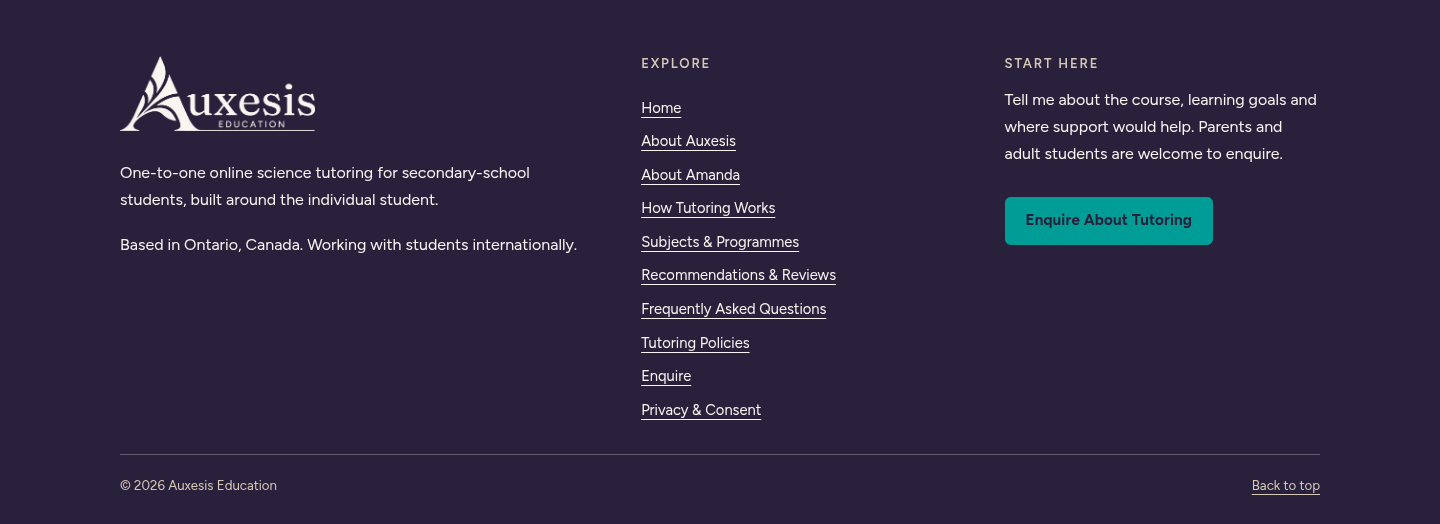 Auxesis
EDUCATION
One-to-one online science tutoring for secondary-school
students, built around the individual student.
Based in Ontario, Canada. Working with students internationally.
EXPLORE
Home
About Auxesis
About Amanda
How Tutoring Works
Subjects & Programmes
Recommendations & Reviews
Frequently Asked Questions
Tutoring Policies
Enquire
Privacy & Consent
START HERE
Tell me about the course, learning goals and
where support would help. Parents and
adult students are welcome to enquire.
Enquire About Tutoring
© 2026 Auxesis Education
Back to top